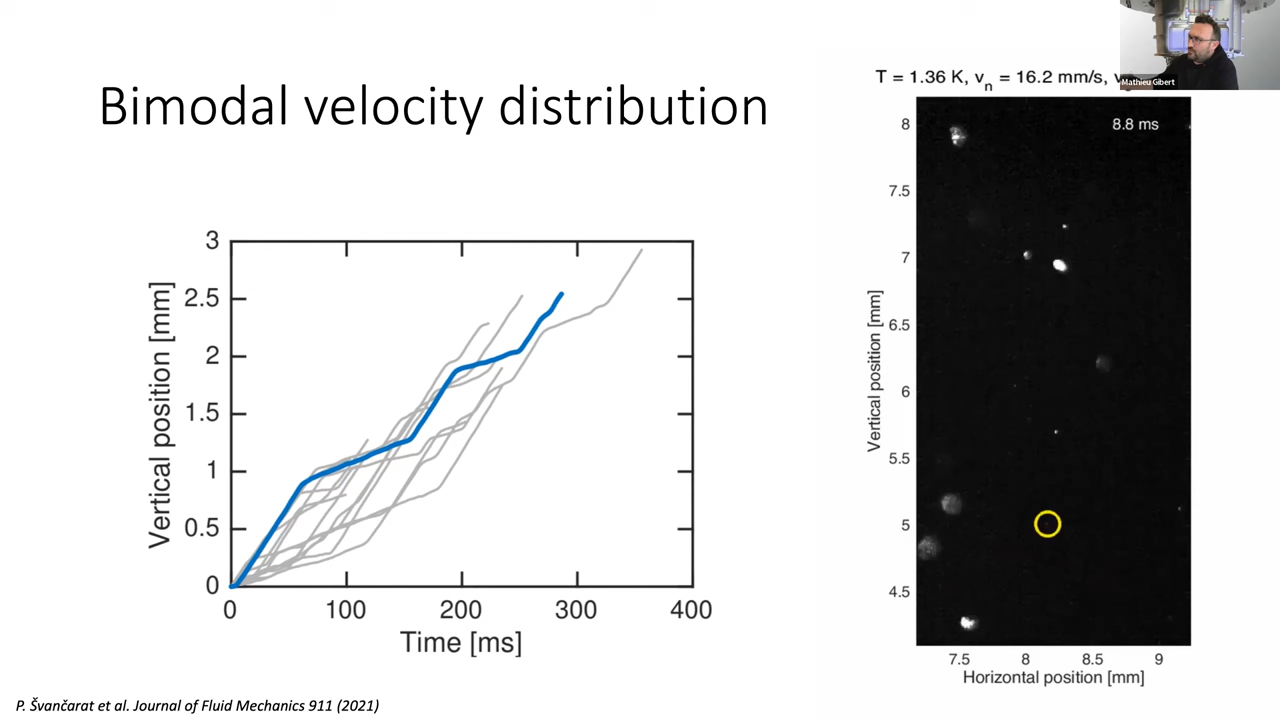 Mathieu Gibert
T = 1.36 K, vn = 16.2 mm/s, v
Bimodal velocity distribution
8.8 ms
8
7.5
7
6.5
6
5.5
5
4.5
Vertical position [mm]
7.5 8 8.5 9
Horizontal position [mm]
3
2.5
2
1.5
1
0.5
0
Vertical position [mm]
0 100 200 300 400
Time [ms]
P. Švančarat et al. Journal of Fluid Mechanics 911 (2021)